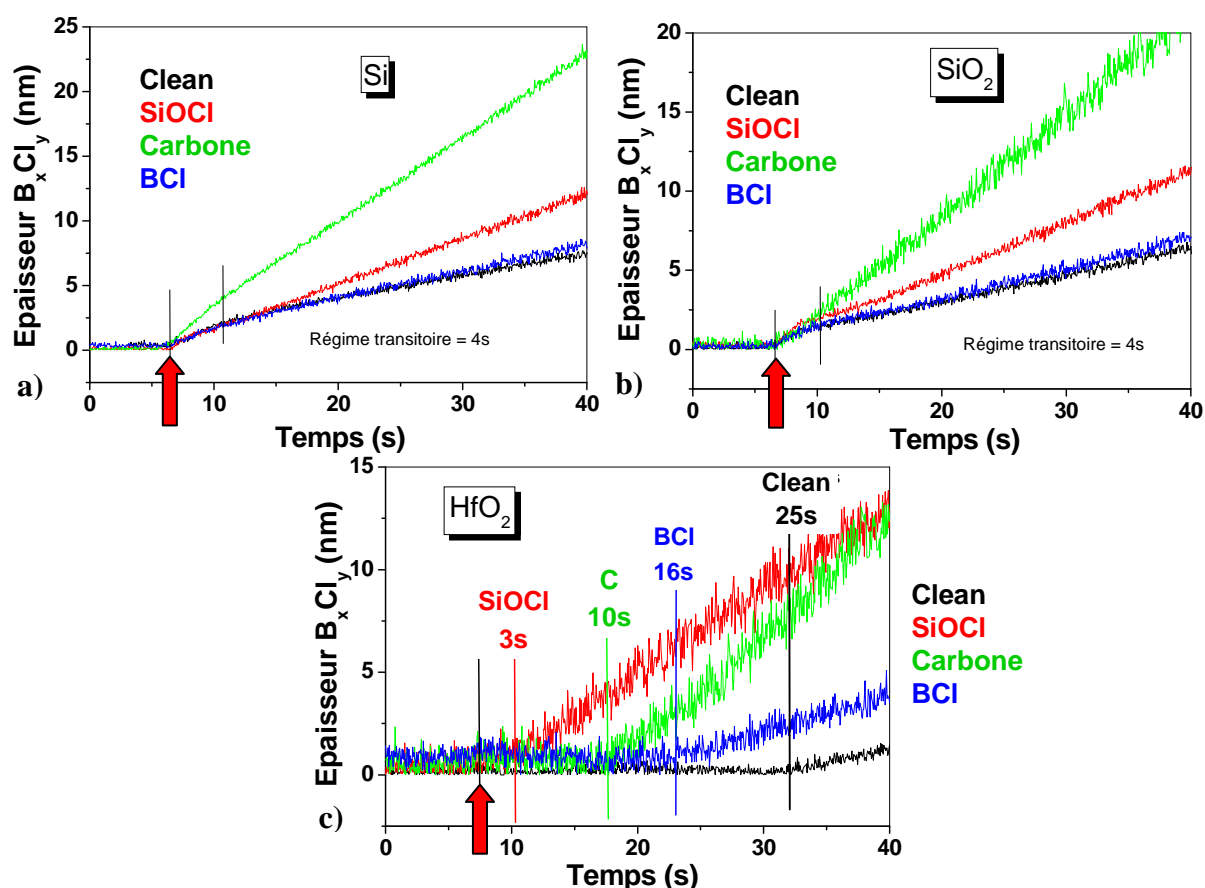 Si
Clean
SiOCl
Carbone
BCl
Epaisseur BₓClᵧ (nm)
25
20
15
10
5
0
Régime transitoire = 4s
0 10 20 30 40
Temps (s)
a)
SiO₂
Clean
SiOCl
Carbone
BCl
Epaisseur BₓClᵧ (nm)
20
15
10
5
0
Régime transitoire = 4s
0 10 20 30 40
Temps (s)
b)
HfO₂
Epaisseur BₓClᵧ (nm)
15
10
5
0
SiOCl
3s
C
10s
BCl
16s
Clean
25s
Clean
SiOCl
Carbone
BCl
0 10 20 30 40
Temps (s)
c)